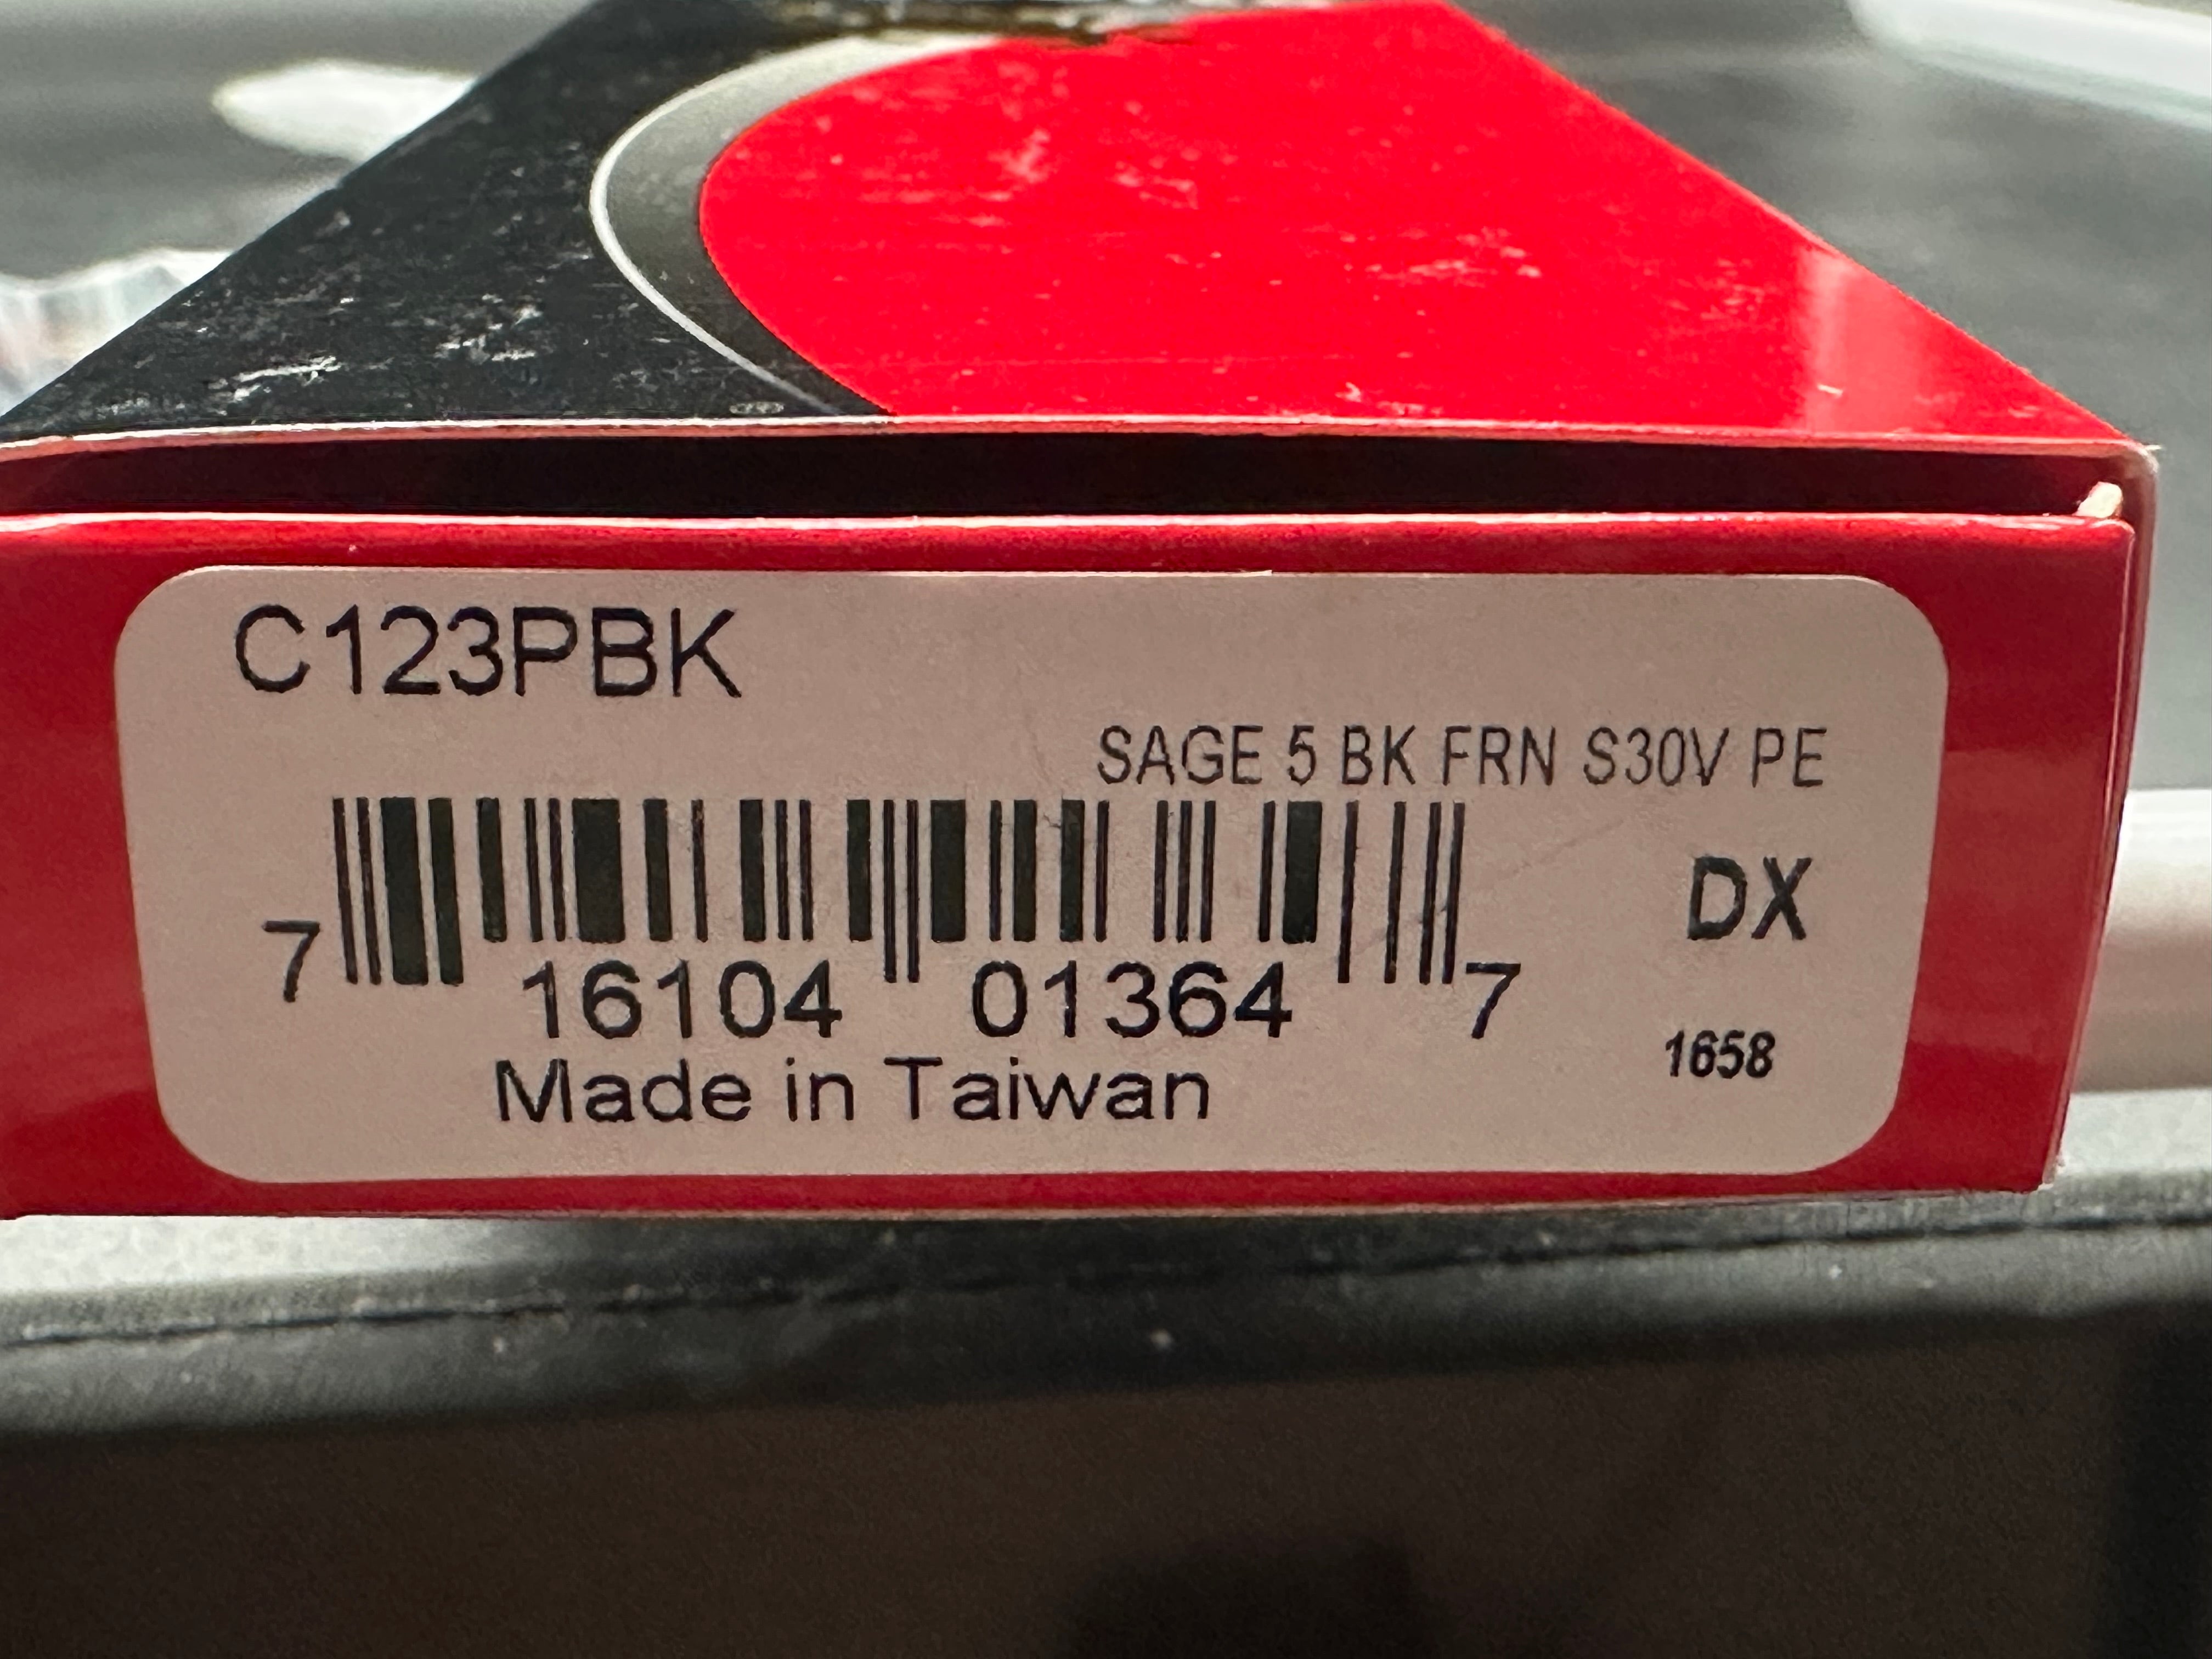 C123PBK
SAGE 5 BK FRN S30V PE
DX
7 16104 01364 7
1658
Made in Taiwan